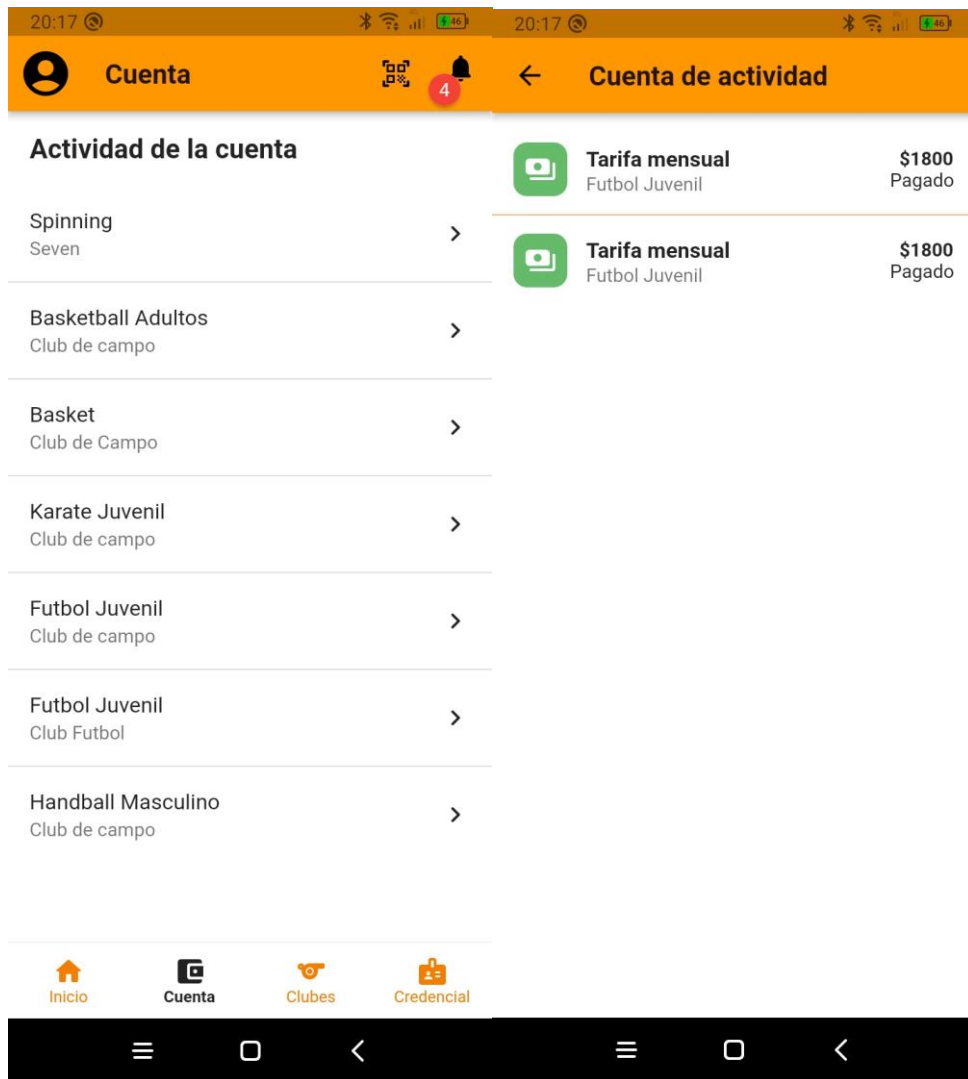 20:17
46
Cuenta
4
Actividad de la cuenta
Spinning
Seven
Basketball Adultos
Club de campo
Basket
Club de Campo
Karate Juvenil
Club de campo
Futbol Juvenil
Club de campo
Futbol Juvenil
Club Futbol
Handball Masculino
Club de campo
Inicio Cuenta Clubes Credencial
20:17
46
Cuenta de actividad
Tarifa mensual $1800
Futbol Juvenil Pagado
Tarifa mensual $1800
Futbol Juvenil Pagado